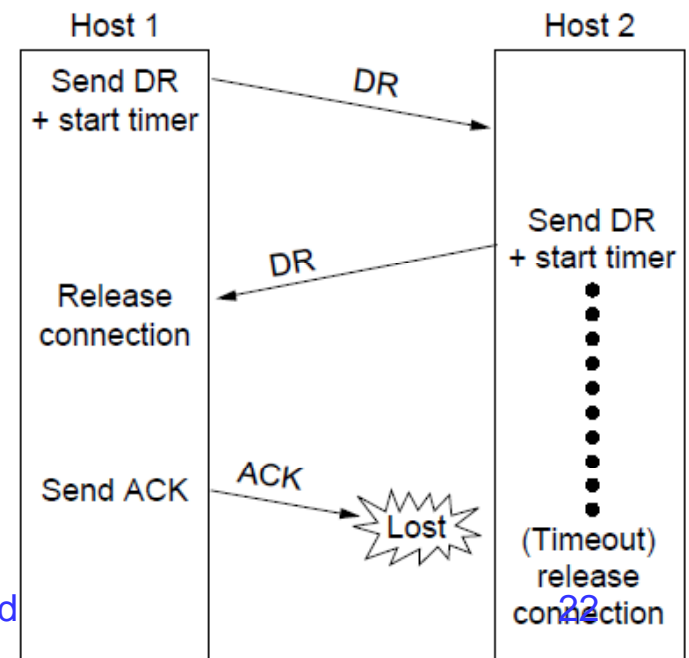 Host 1
Host 2
Send DR
+ start timer
DR
Send DR
+ start timer
DR
Release
connection
Send ACK
ACK
Lost
(Timeout)
release
connection
d
22